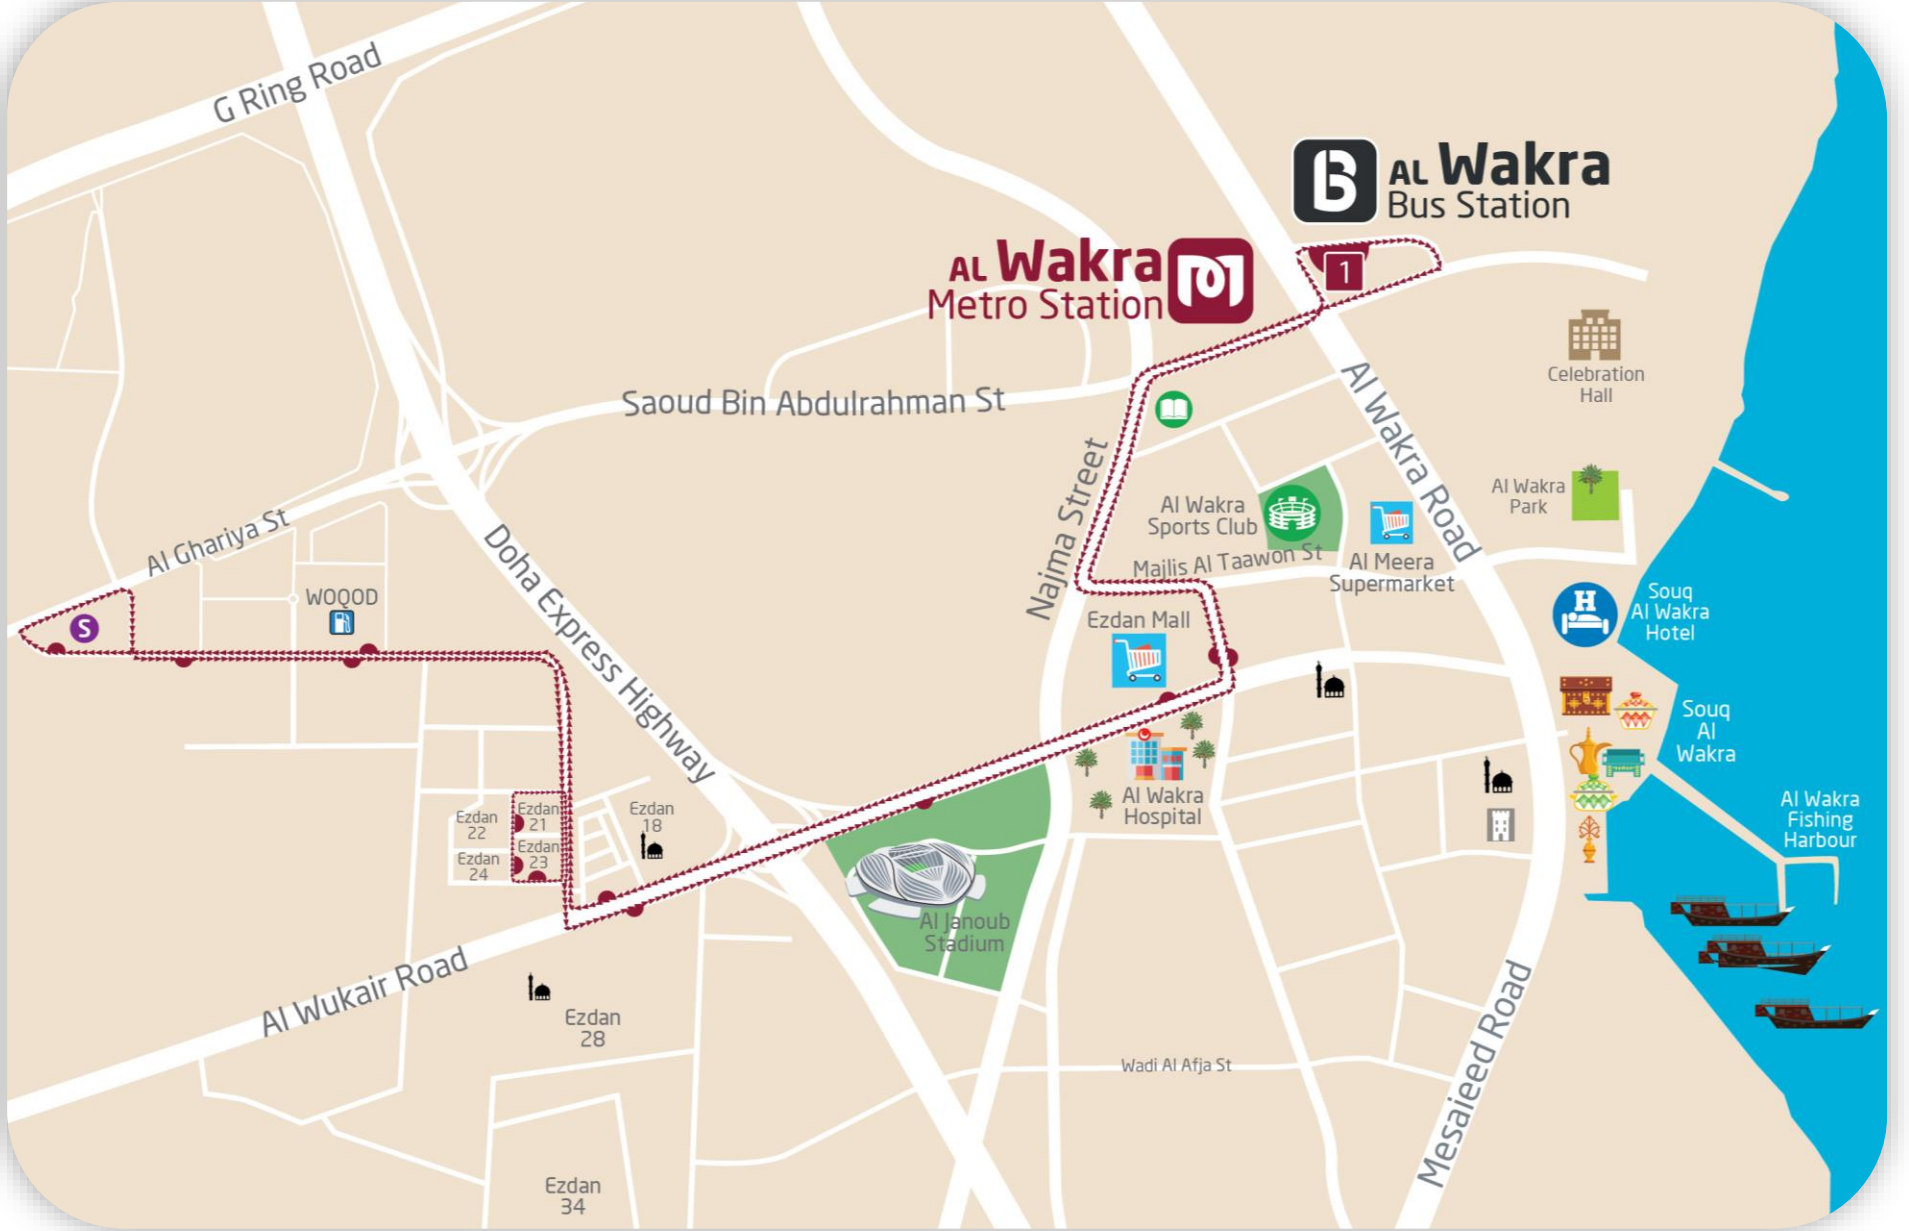 G Ring Road
B
AL Wakra
Bus Station
AL Wakra
Metro Station
1
Celebration
Hall
Saoud Bin Abdulrahman St
Al Wakra Road
Najma Street
Al Wakra
Sports Club
Al Wakra
Park
Al Ghariya St
Majlis Al Taawon St
Al Meera
Supermarket
Doha Express Highway
WOQOD
S
Ezdan Mall
H
Souq
Al Wakra
Hotel
Souq
Al
Wakra
Al Wakra
Hospital
Al Wakra
Fishing
Harbour
Ezdan
22
Ezdan
21
Ezdan
18
Ezdan
24
Ezdan
23
Al Janoub
Stadium
Al Wukair Road
Ezdan
28
Wadi Al Afja St
Mesaieed Road
Ezdan
34